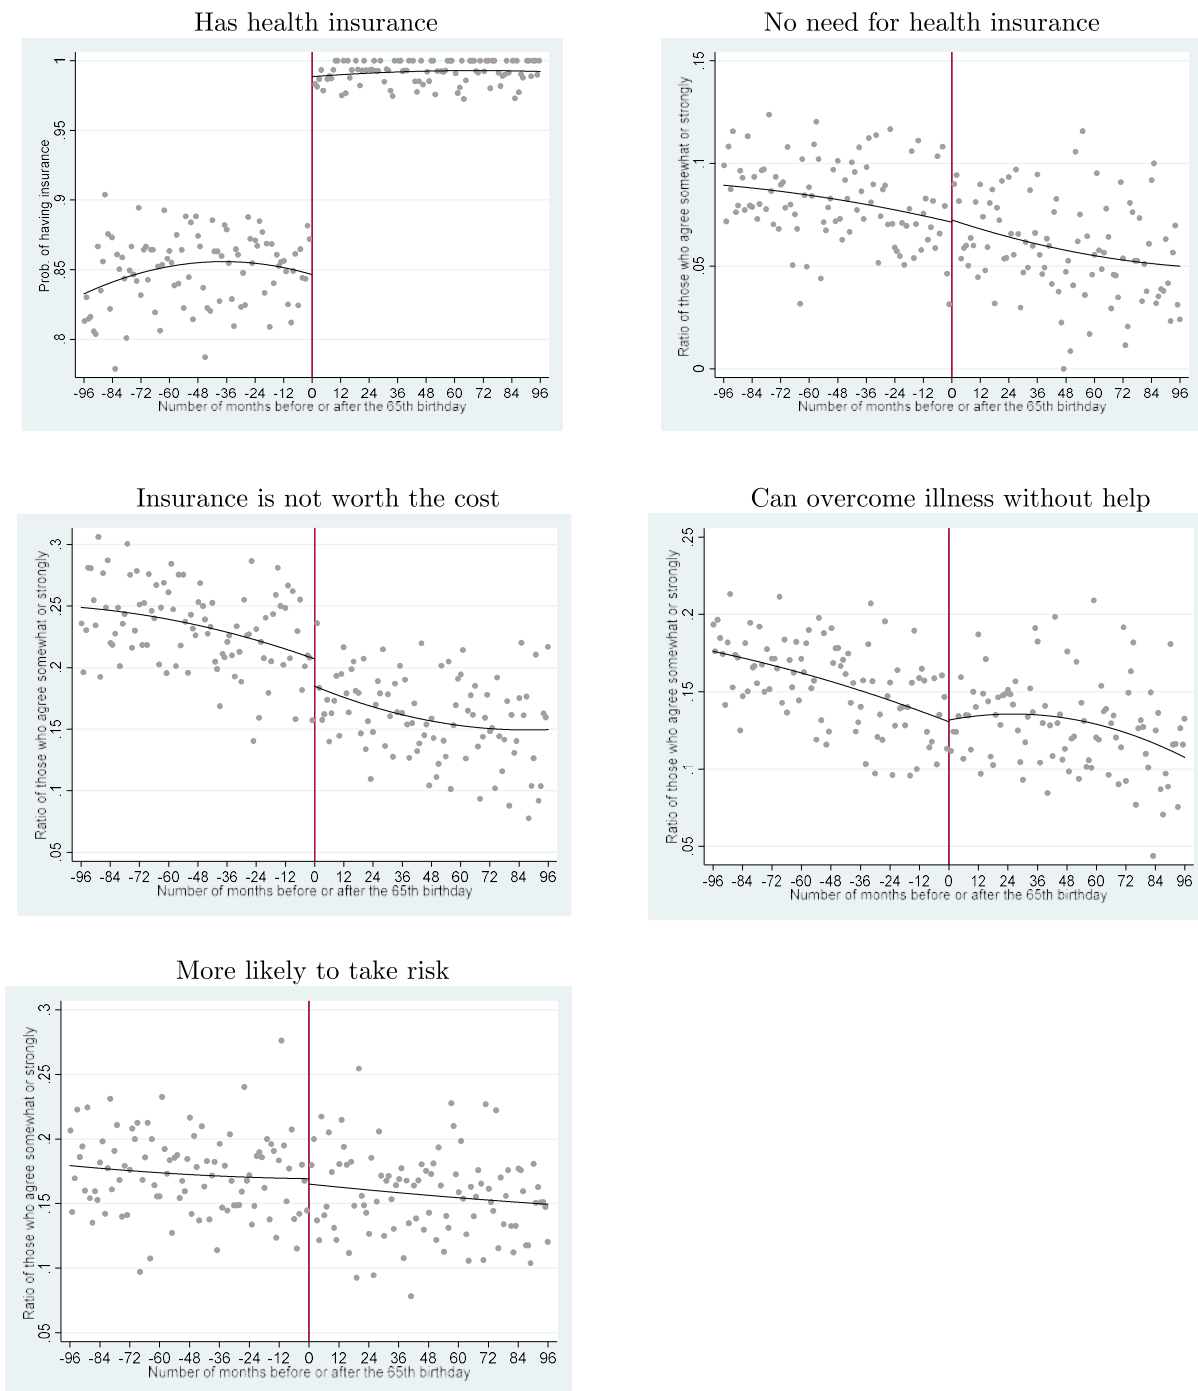 Has health insurance
Prob. of having insurance
1
.95
.9
.85
.8
-96 -84 -72 -60 -48 -36 -24 -12 0 12 24 36 48 60 72 84 96
Number of months before or after the 65th birthday
No need for health insurance
Ratio of those who agree somewhat or strongly
.15
.1
.05
0
-96 -84 -72 -60 -48 -36 -24 -12 0 12 24 36 48 60 72 84 96
Number of months before or after the 65th birthday
Insurance is not worth the cost
Ratio of those who agree somewhat or strongly
.3
.25
.2
.15
.1
.05
-96 -84 -72 -60 -48 -36 -24 -12 0 12 24 36 48 60 72 84 96
Number of months before or after the 65th birthday
Can overcome illness without help
Ratio of those who agree somewhat or strongly
.25
.2
.15
.1
.05
-96 -84 -72 -60 -48 -36 -24 -12 0 12 24 36 48 60 72 84 96
Number of months before or after the 65th birthday
More likely to take risk
Ratio of those who agree somewhat or strongly
.3
.25
.2
.15
.1
.05
-96 -84 -72 -60 -48 -36 -24 -12 0 12 24 36 48 60 72 84 96
Number of months before or after the 65th birthday